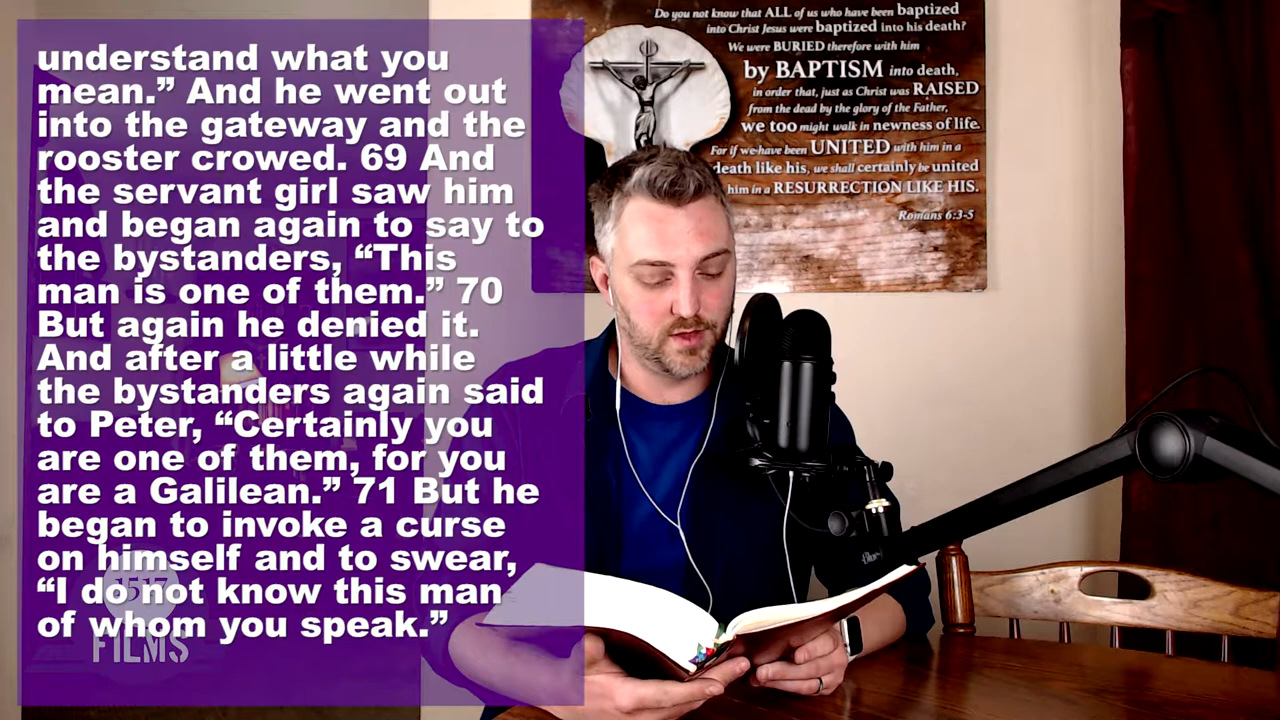 understand what you
mean.” And he went out
into the gateway and the
rooster crowed. 69 And
the servant girl saw him
and began again to say to
the bystanders, “This
man is one of them.” 70
But again he denied it.
And after a little while
the bystanders again said
to Peter, “Certainly you
are one of them, for you
are a Galilean.” 71 But he
began to invoke a curse
on himself and to swear,
“I do not know this man
of whom you speak.”
1517
FILMS
Do you not know that ALL of us who have been baptized
into Christ Jesus were baptized into his death?
We were BURIED therefore with him
by BAPTISM into death,
in order that, just as Christ was RAISED
from the dead by the glory of the Father,
we too might walk in newness of life.
For if we have been UNITED with him in a
death like his, we shall certainly be united
him in a RESURRECTION LIKE HIS.
Romans 6:3-5